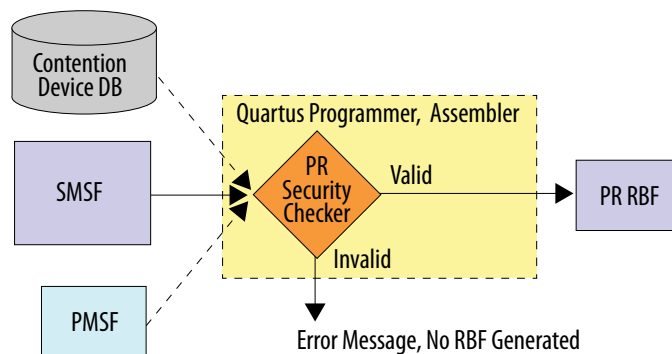 Contention
Device DB
Quartus Programmer, Assembler
SMSF
PR
Security
Checker
Valid
PR RBF
Invalid
PMSF
Error Message, No RBF Generated